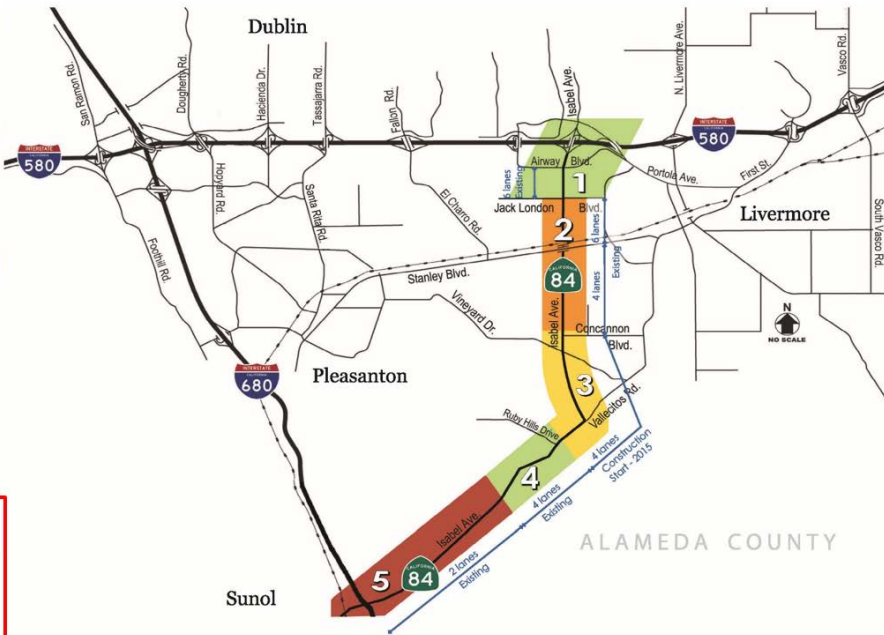 Dublin
San Ramon Rd.
Dougherty Rd.
Hacienda Dr.
Tassajara Rd.
Fallon Rd.
Isabel Ave.
N. Livermore Ave.
Vasco Rd.
INTERSTATE
CALIFORNIA
580
INTERSTATE
CALIFORNIA
580
Airway Blvd.
Portola Ave.
First St.
6 lanes
Existing
1
Jack London Blvd.
Hopyard Rd.
Santa Rita Rd.
El Charro Rd.
Foothill Rd.
2
6 lanes
Existing
4 lanes
Livermore
South Vasco Rd.
Stanley Blvd.
CALIFORNIA
84
Isabel Ave.
Vineyard Dr.
Concannon
Blvd.
N
NO SCALE
INTERSTATE
CALIFORNIA
680
Pleasanton
3
Vallecitos Rd.
Ruby Hills Drive
4 lanes
Construction
Start - 2015
4
4 lanes
Existing
Isabel Ave.
2 lanes
Existing
ALAMEDA COUNTY
5
CALIFORNIA
84
Sunol